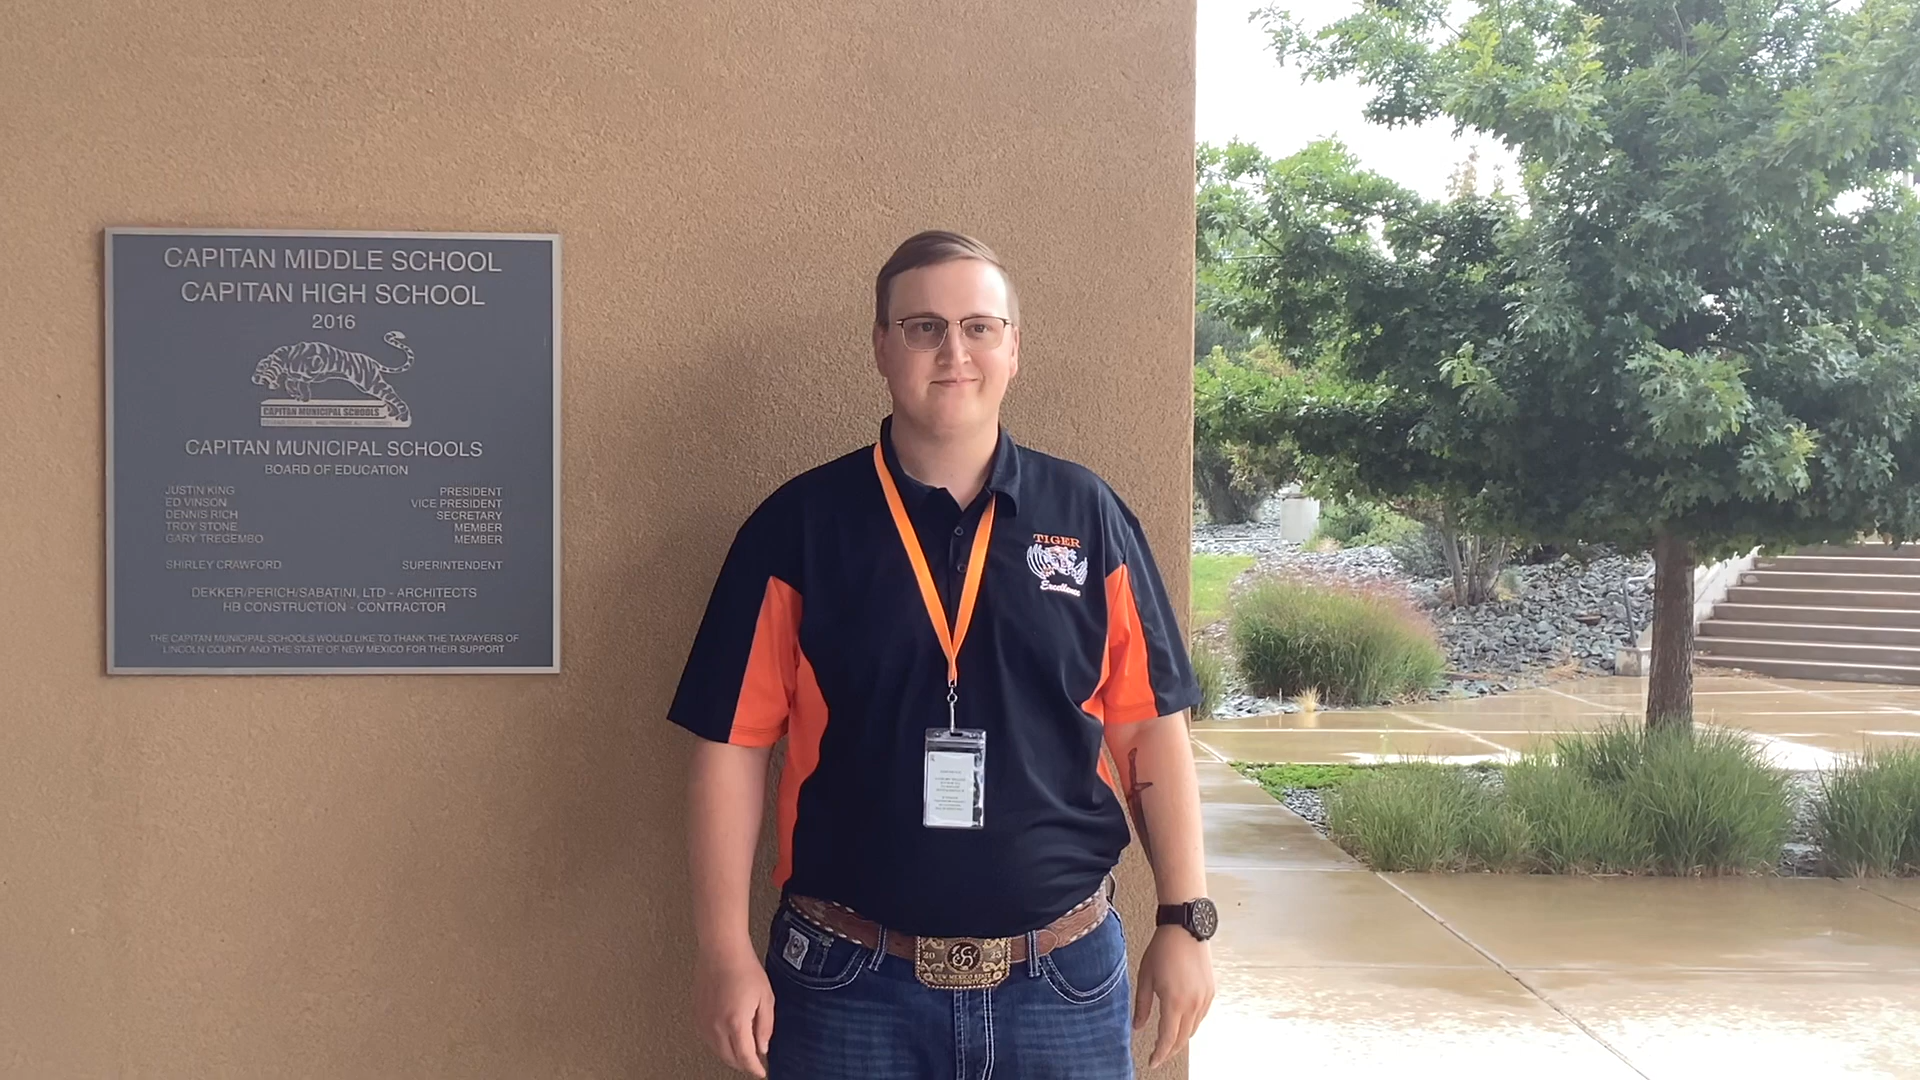 CAPITAN MIDDLE SCHOOL
CAPITAN HIGH SCHOOL
2016
CAPITAN MUNICIPAL SCHOOLS
CAPITAN MUNICIPAL SCHOOLS
BOARD OF EDUCATION
JUSTIN KING PRESIDENT
ED VINSON VICE PRESIDENT
DENNIS RICH SECRETARY
TROY STONE MEMBER
GARY TREGEMBO MEMBER
SHIRLEY CRAWFORD SUPERINTENDENT
DEKKER/PERICH/SABATINI, LTD - ARCHITECTS
HB CONSTRUCTION - CONTRACTOR
THE CAPITAN MUNICIPAL SCHOOLS WOULD LIKE TO THANK THE TAXPAYERS OF
LINCOLN COUNTY AND THE STATE OF NEW MEXICO FOR THEIR SUPPORT
TIGER
Excellence
20 23
NEW MEXICO STATE
UNIVERSITY